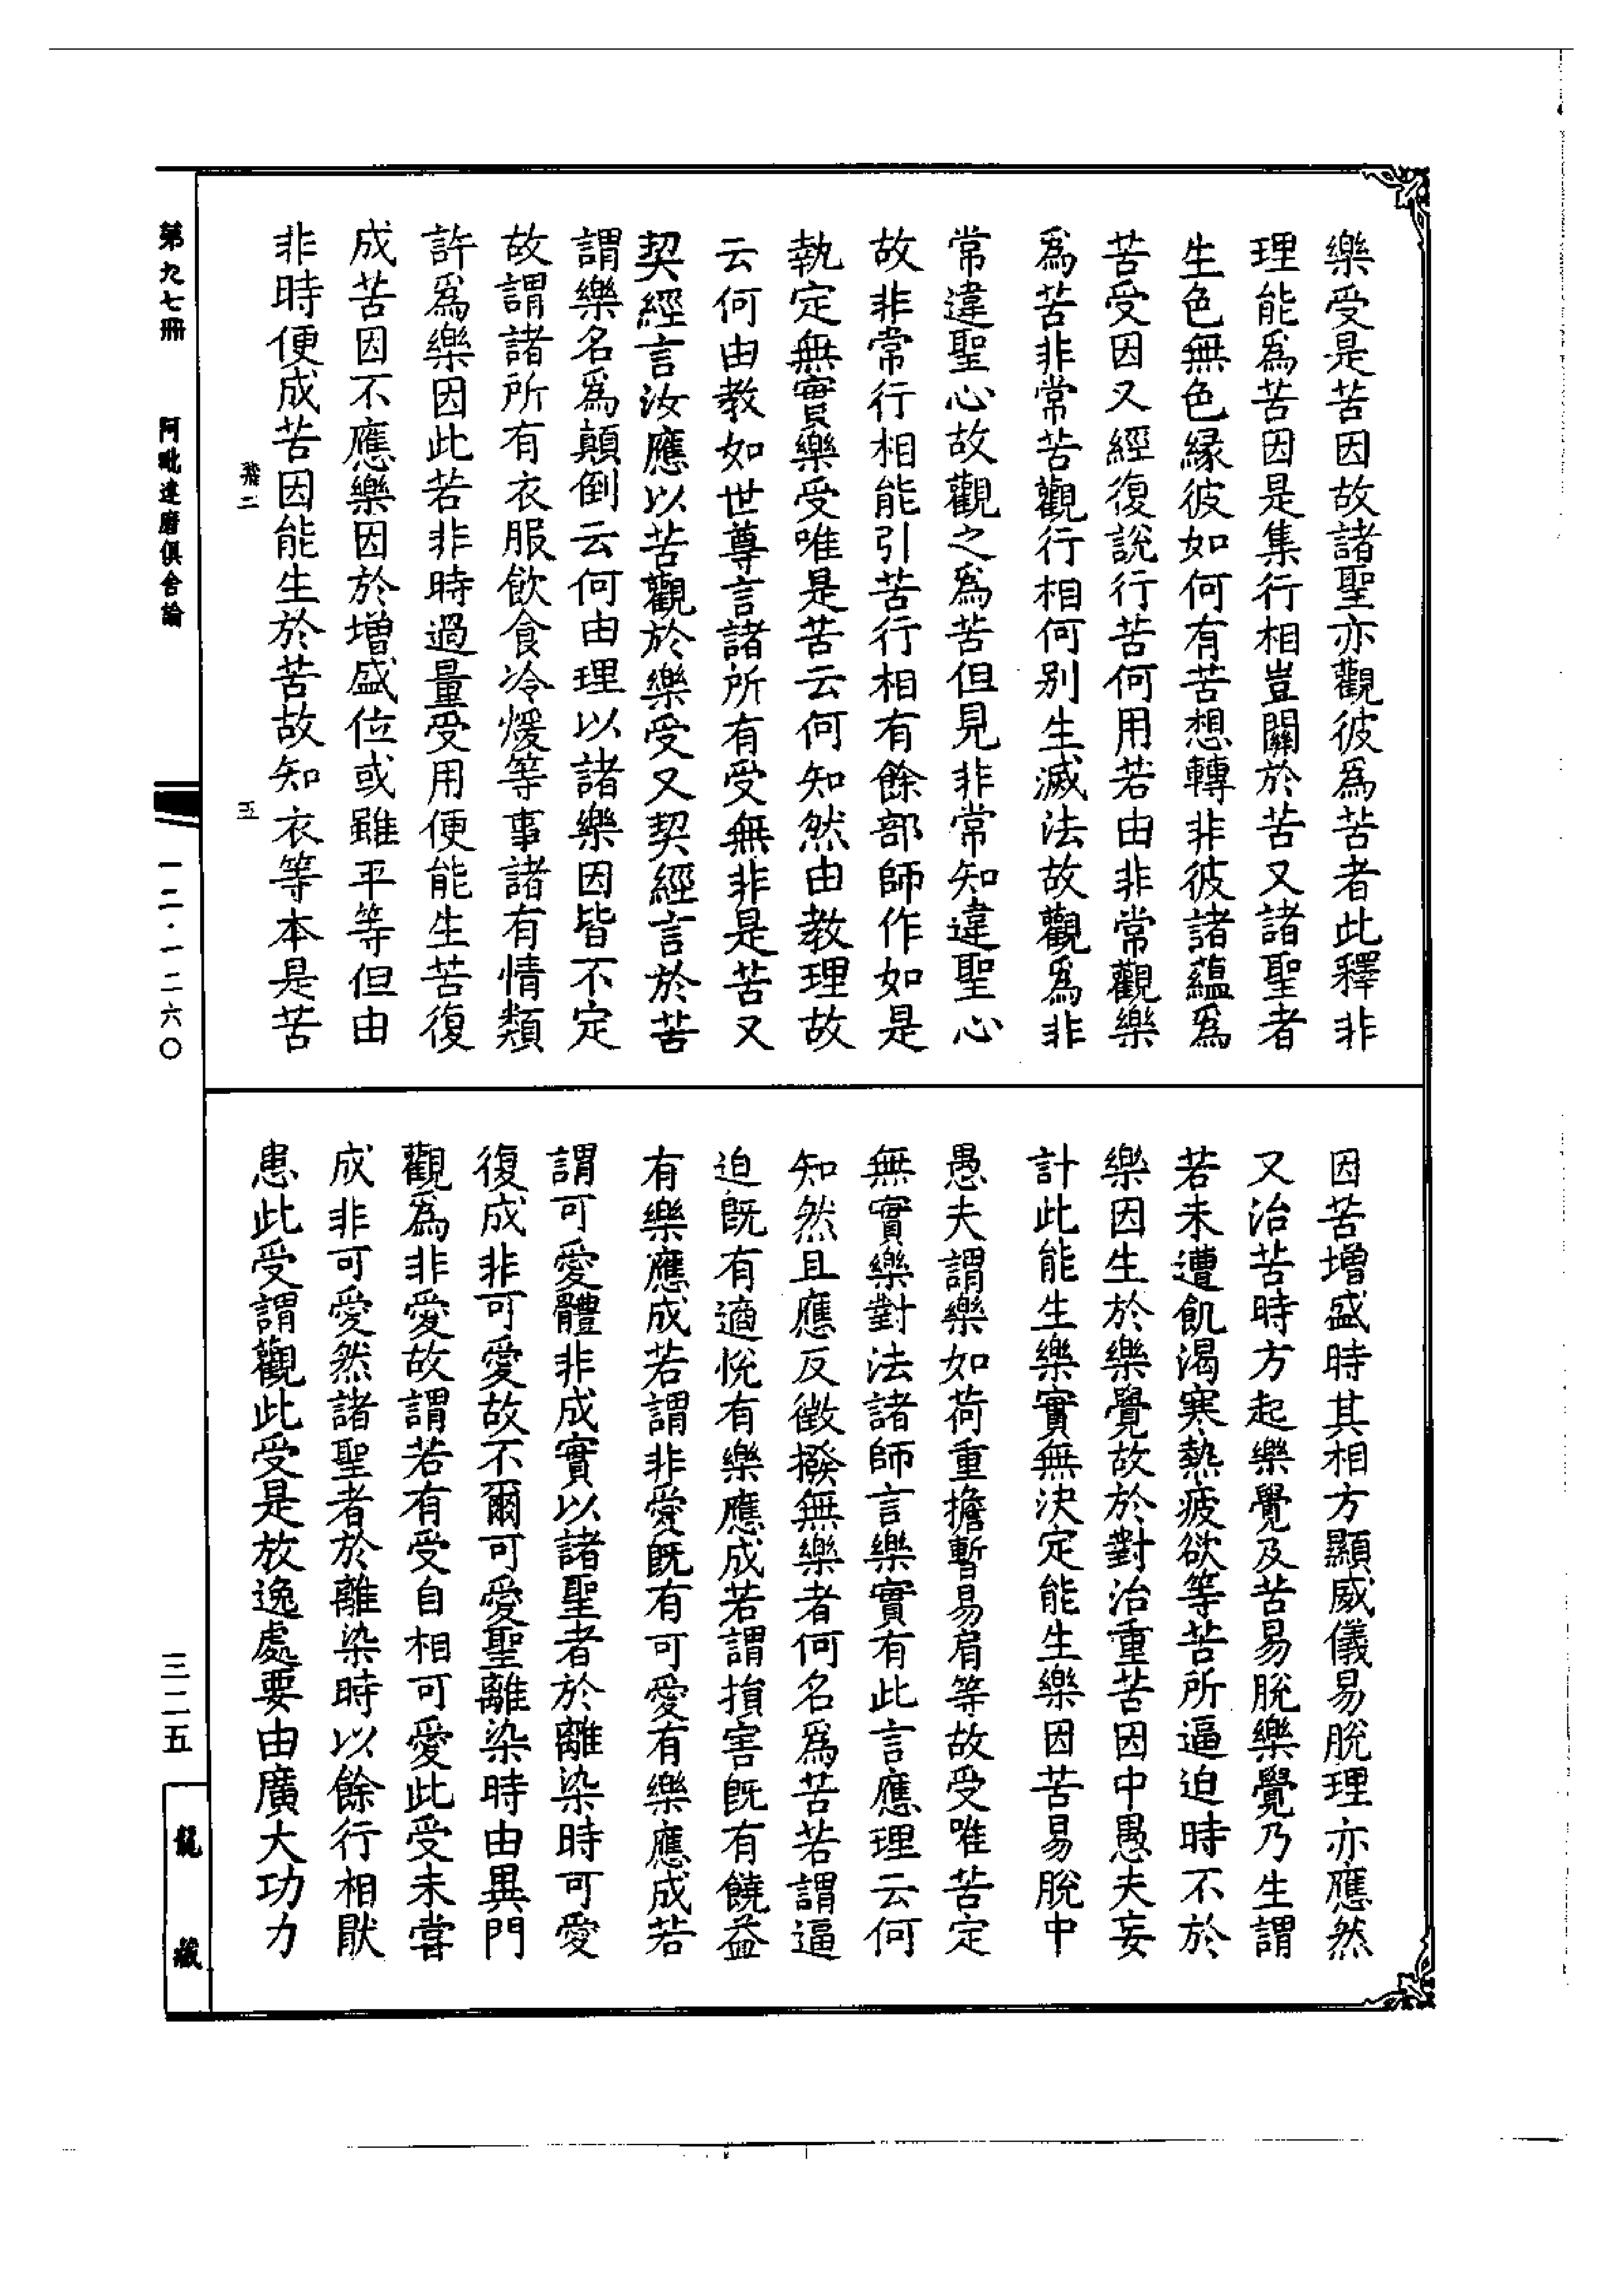 樂受是苦因故諸聖亦觀彼爲苦者此釋非
理能爲苦因是集行相豈關於苦又諸聖者
生色無色緣彼如何有苦想轉非彼諸蘊爲
苦受因又經復說行苦何用若由非常觀樂
爲苦非常苦觀行相何別生滅法故觀爲非
常違聖心故觀之爲苦但見非常知違聖心
故非常行相能引苦行相有餘部師作如是
執定無實樂受唯是苦云何知然由教理故
云何由教如世尊言諸所有受無非是苦又
契經言汝應以苦觀於樂受又契經言於苦
謂樂名爲顛倒云何由理以諸樂因皆不定
故謂諸所有衣服飲食冷煖等事諸有情類
許爲樂因此若非時過量受用便能生苦復
成苦因不應樂因於增盛位或雖平等但由
非時便成苦因能生於苦故知衣等本是苦
飛二
五
因苦增盛時其相方顯威儀易脫理亦應然
又治苦時方起樂覺及苦易脫樂覺乃生謂
若未遭飢渴寒熱疲欲等苦所逼迫時不於
樂因生於樂覺故於對治重苦因中愚夫妄
計此能生樂實無決定能生樂因苦易脫中
愚夫謂樂如荷重擔暫易肩等故受唯苦定
無實樂對法諸師言樂實有此言應理云何
知然且應反徵撥無樂者何名爲苦若謂逼
迫既有適悅有樂應成若謂損害既有饒益
有樂應成若謂非愛既有可愛有樂應成若
謂可愛體非成實以諸聖者於離染時可愛
復成非可愛故不爾可愛聖離染時由異門
觀爲非愛故謂若有受自相可愛此受未嘗
成非可愛然諸聖者於離染時以餘行相猒
患此受謂觀此受是放逸處要由廣大功力
第九七冊　阿毗達磨俱舍論
一二·一二六〇
三二五
龍藏